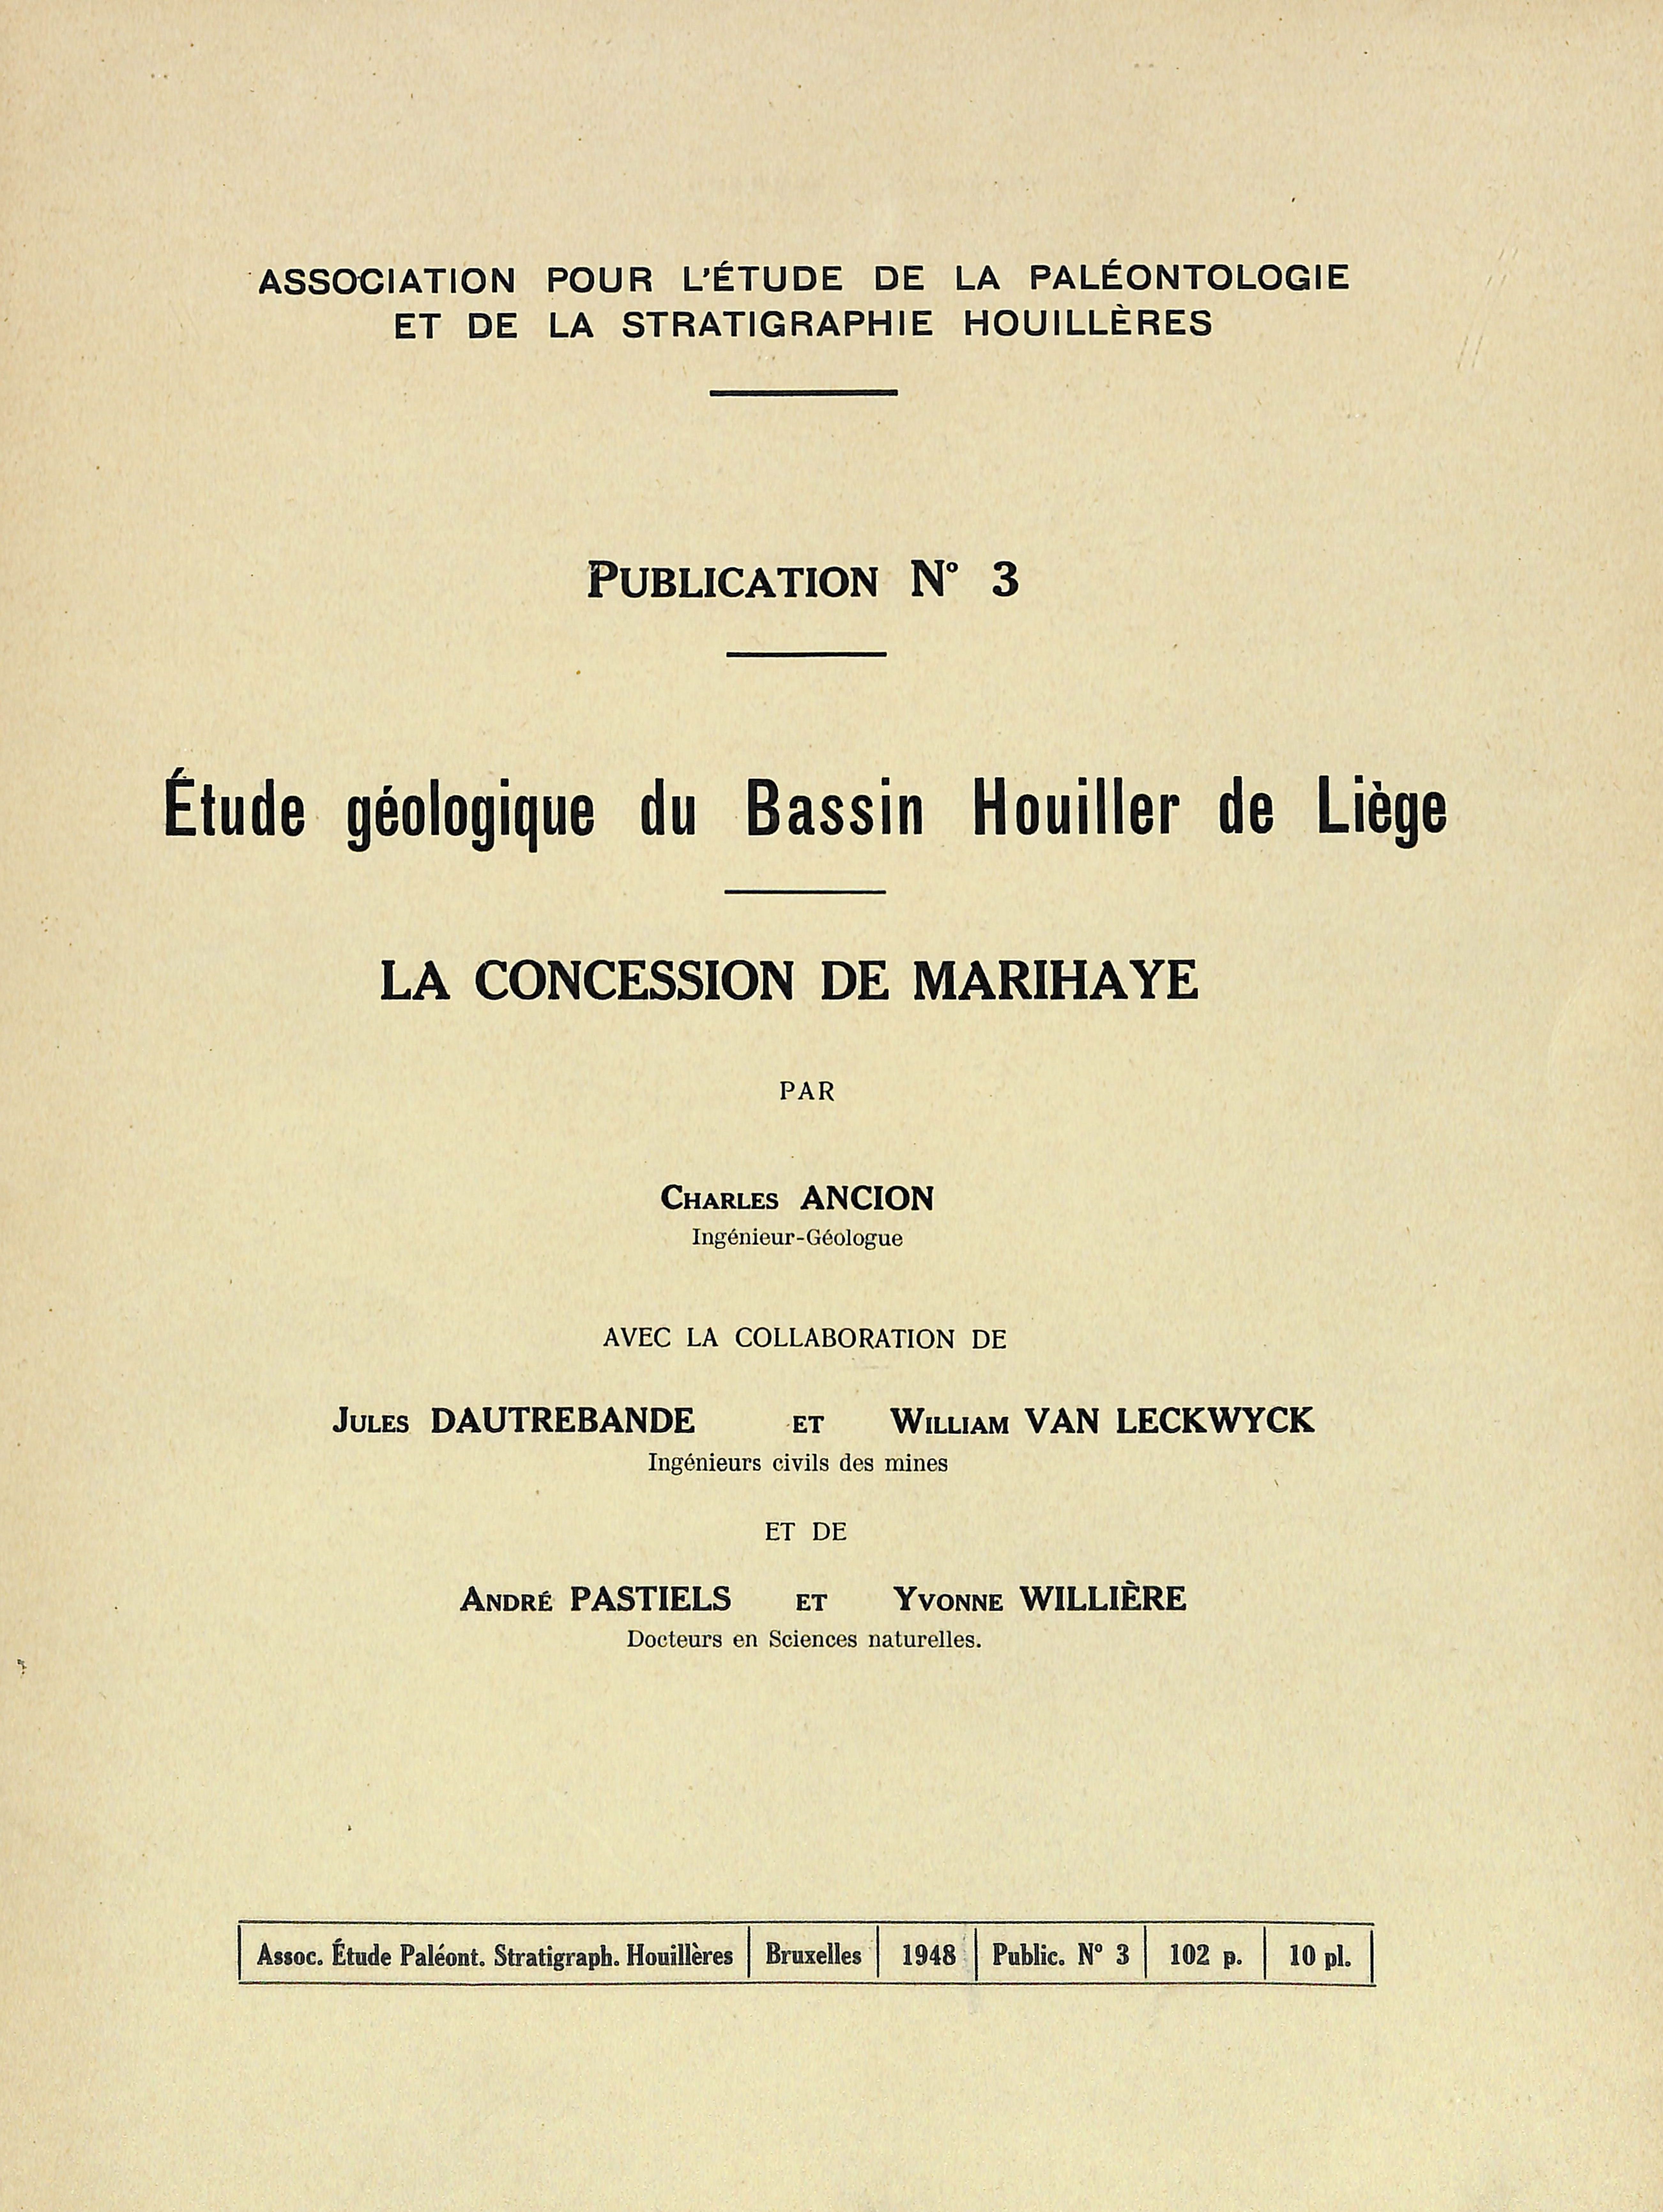 ASSOCIATION POUR L'ÉTUDE DE LA PALÉONTOLOGIE
ET DE LA STRATIGRAPHIE HOUILLÈRES
PUBLICATION N° 3
Étude géologique du Bassin Houiller de Liège
LA CONCESSION DE MARIHAYE
PAR
CHARLES ANCION
Ingénieur-Géologue
AVEC LA COLLABORATION DE
JULES DAUTREBANDE ET WILLIAM VAN LECKWYCK
Ingénieurs civils des mines
ET DE
ANDRÉ PASTIELS ET YVONNE WILLIÈRE
Docteurs en Sciences naturelles.
Assoc. Étude Paléont. Stratigraph. Houillères Bruxelles 1948 Public. N° 3 102 p. 10 pl.